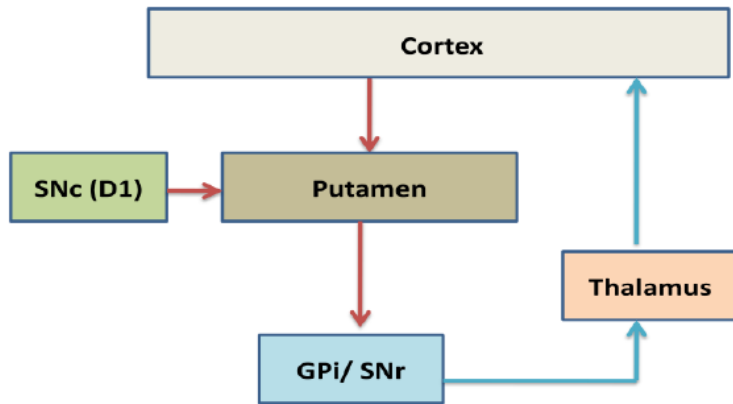 Cortex
SNc (D1)
Putamen
Thalamus
GPi/ SNr